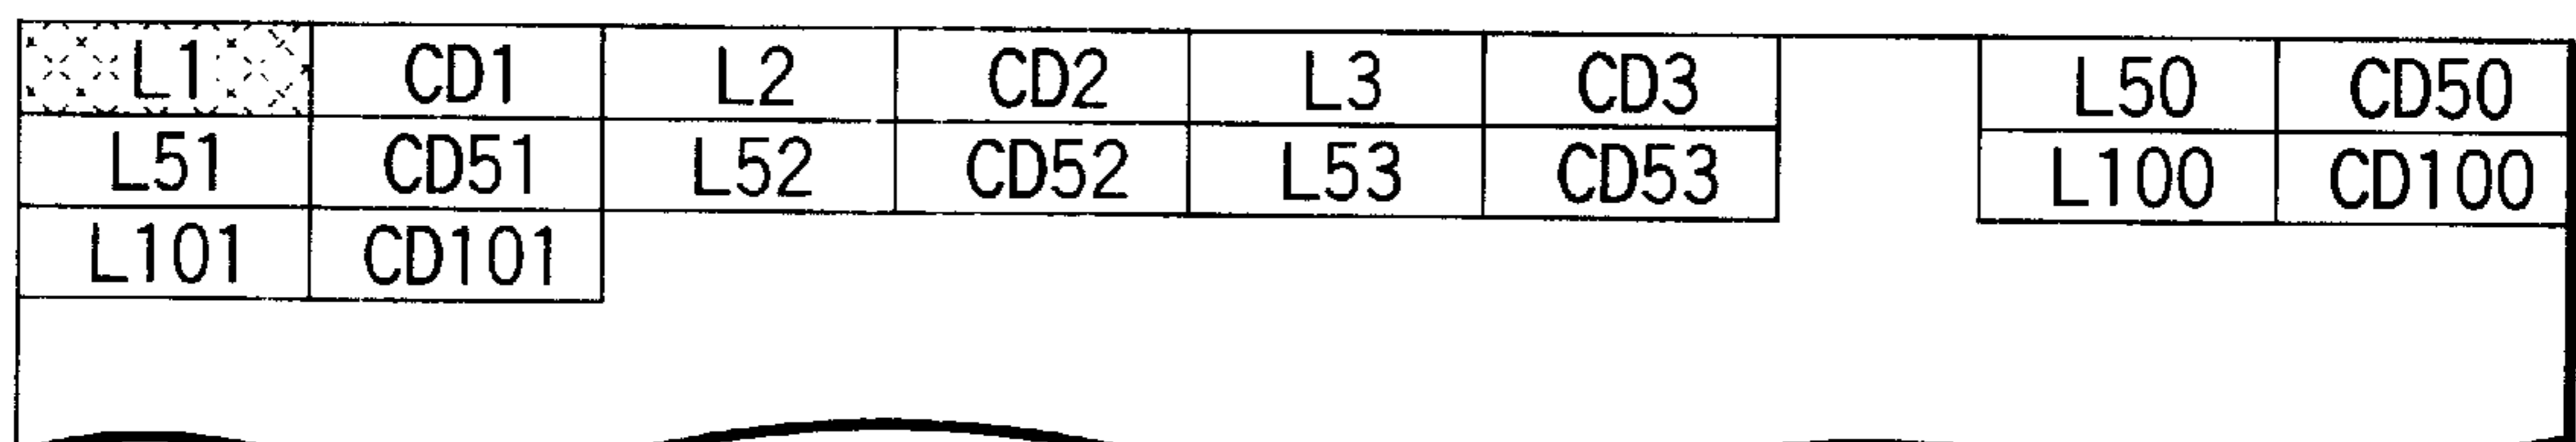 L1 CD1 L2 CD2 L3 CD3 L50 CD50
L51 CD51 L52 CD52 L53 CD53 L100 CD100
L101 CD101